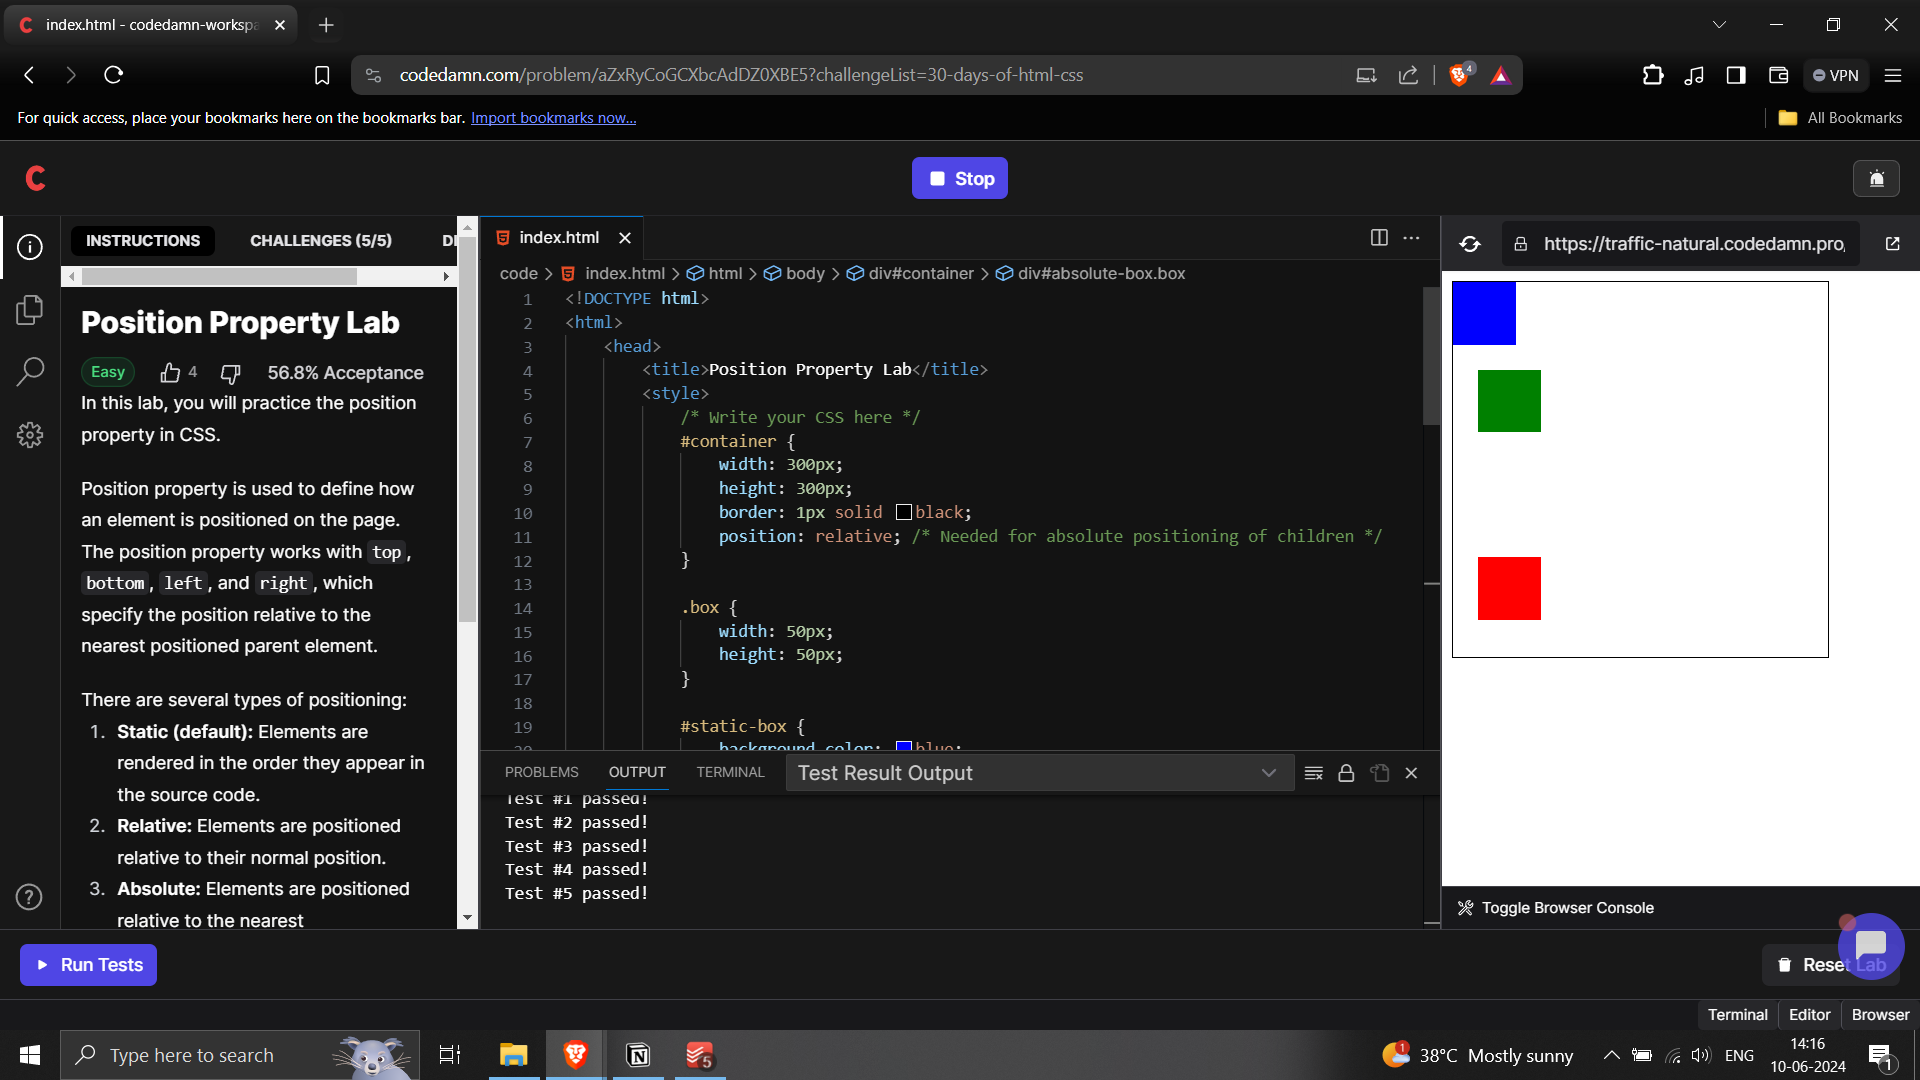 index.html - codedamn-workspa
codedamn.com/problem/aZxRyCoGCXbcAdDZ0XBE5?challengeList=30-days-of-html-css
4
VPN
For quick access, place your bookmarks here on the bookmarks bar. Import bookmarks now...
All Bookmarks
Stop
INSTRUCTIONS
CHALLENGES (5/5)
Position Property Lab
Easy
4
56.8% Acceptance
In this lab, you will practice the position
property in CSS.
Position property is used to define how
an element is positioned on the page.
The position property works with top,
bottom, left, and right, which
specify the position relative to the
nearest positioned parent element.
There are several types of positioning:
1. Static (default): Elements are
rendered in the order they appear in
the source code.
2. Relative: Elements are positioned
relative to their normal position.
3. Absolute: Elements are positioned
relative to the nearest
index.html
code > index.html > html > body > div#container > div#absolute-box.box
1 <!DOCTYPE html>
2 <html>
3 <head>
4 <title>Position Property Lab</title>
5 <style>
6 /* Write your CSS here */
7 #container {
8 width: 300px;
9 height: 300px;
10 border: 1px solid black;
11 position: relative; /* Needed for absolute positioning of children */
12 }
13
14 .box {
15 width: 50px;
16 height: 50px;
17 }
18
19 #static-box {
20 background-color: blue;
PROBLEMS
OUTPUT
TERMINAL
Test Result Output
Test #1 passed!
Test #2 passed!
Test #3 passed!
Test #4 passed!
Test #5 passed!
https://traffic-natural.codedamn.pro
Toggle Browser Console
Run Tests
Reset Lab
Terminal
Editor
Browser
Type here to search
5
1
38°C Mostly sunny
ENG
14:16
10-06-2024
1